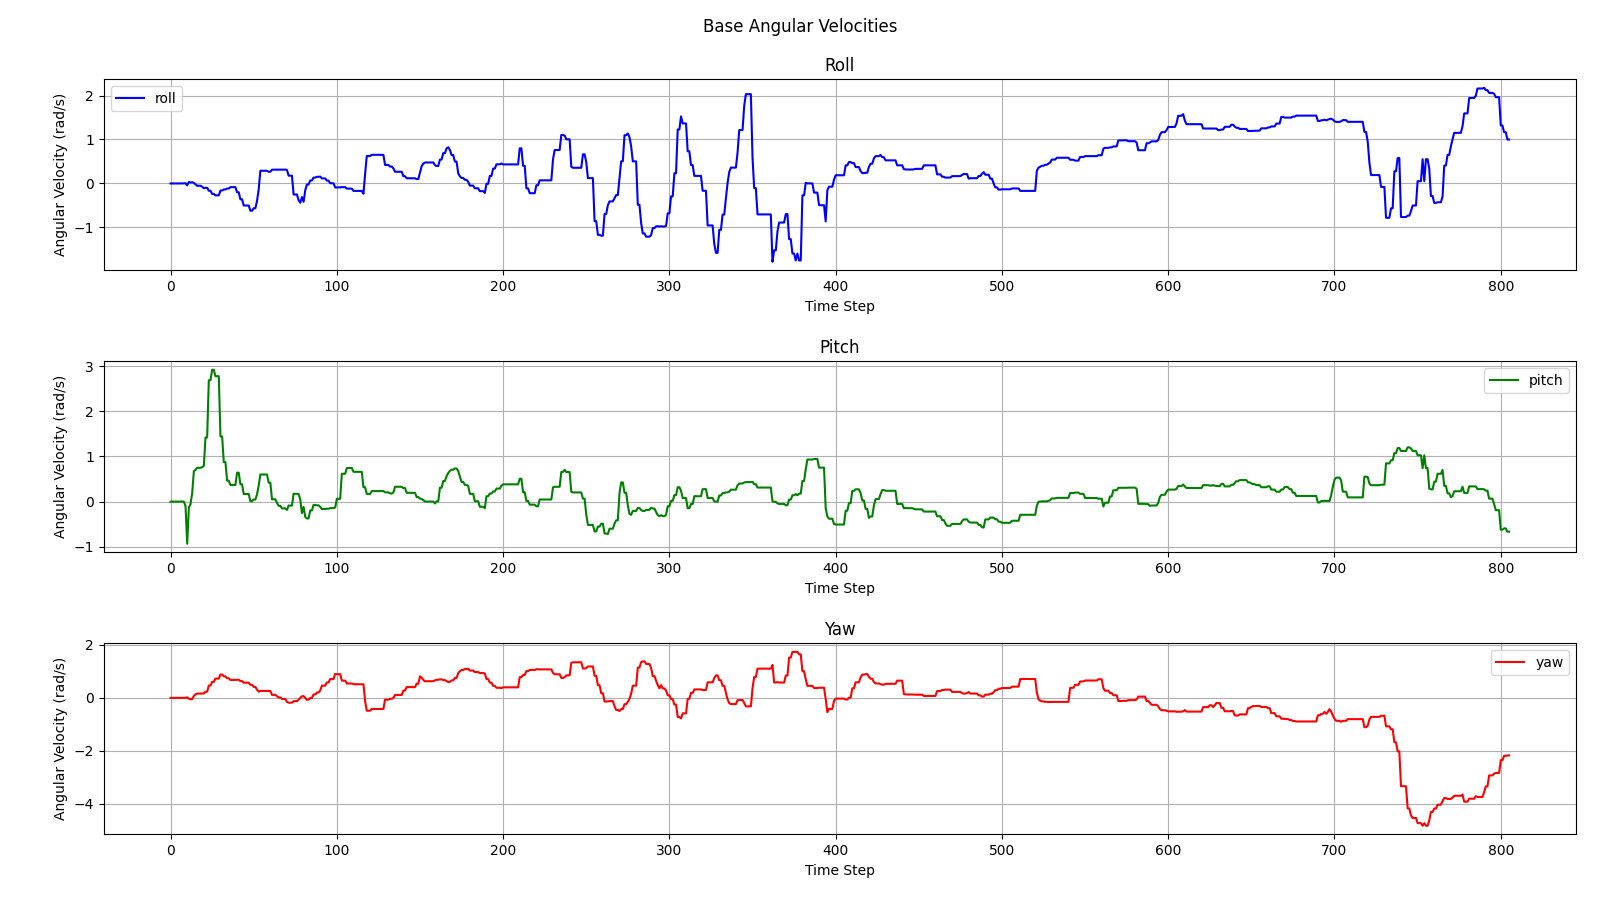 Base Angular Velocities
Roll
Angular Velocity (rad/s)
2
1
0
−1
roll
0 100 200 300 400 500 600 700 800
Time Step
Pitch
Angular Velocity (rad/s)
3
2
1
0
−1
pitch
0 100 200 300 400 500 600 700 800
Time Step
Yaw
Angular Velocity (rad/s)
2
0
−2
−4
yaw
0 100 200 300 400 500 600 700 800
Time Step